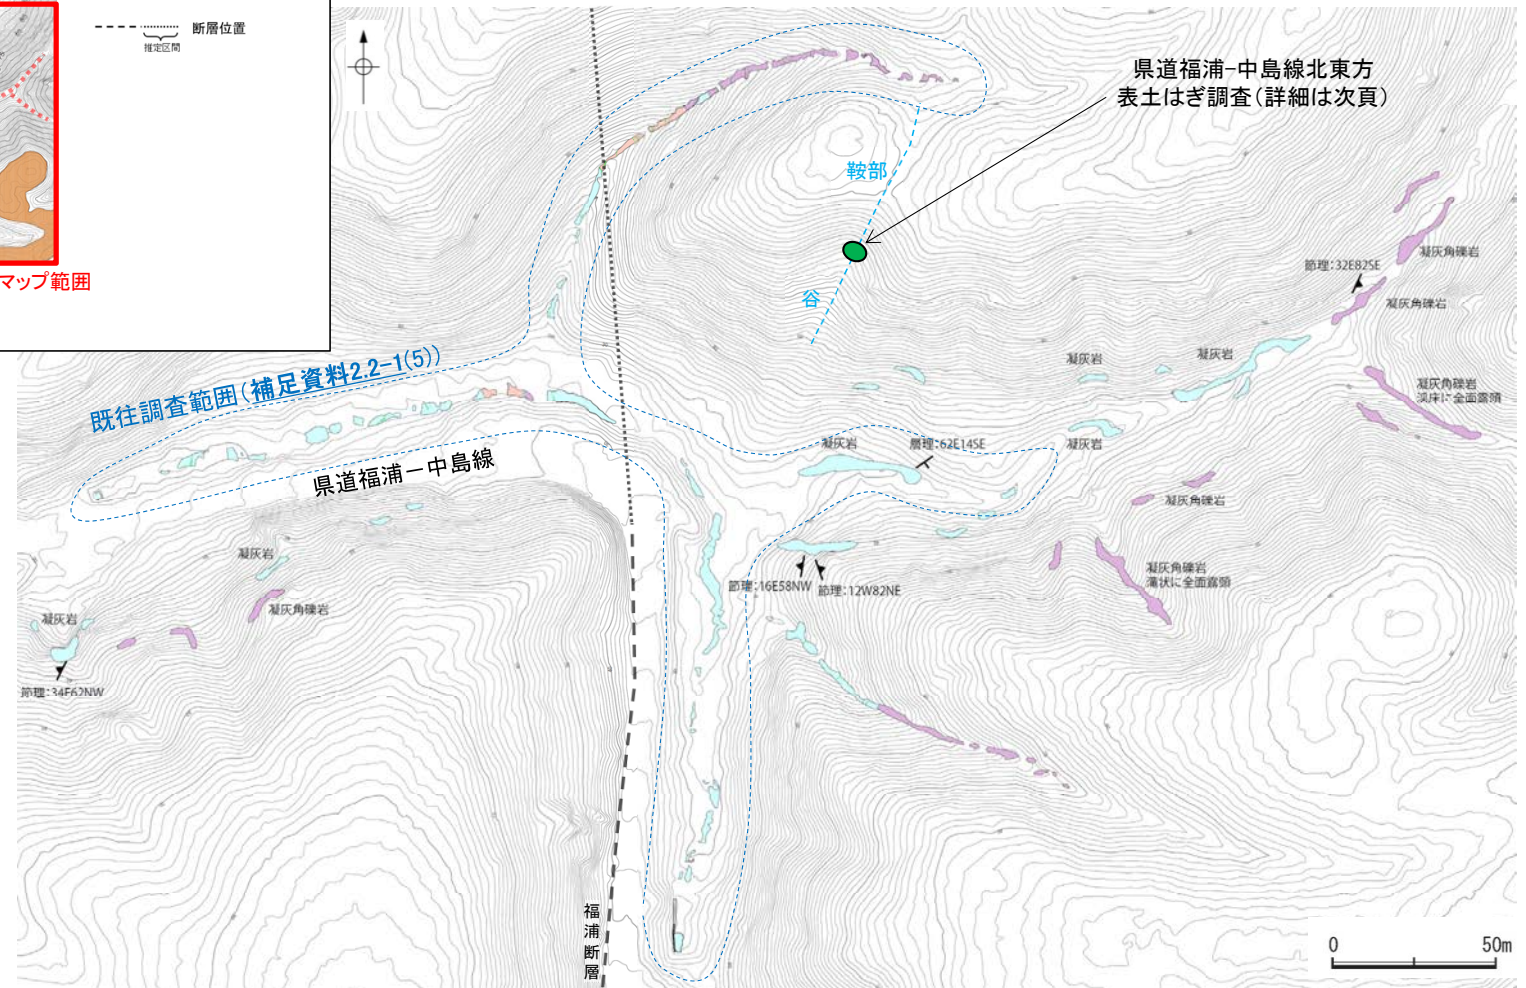 断層位置
推定区間
マップ範囲
県道福浦-中島線北東方
表土はぎ調査(詳細は次頁)
鞍部
谷
凝灰角礫岩
節理:32E82SE
凝灰角礫岩
凝灰岩
凝灰岩
凝灰角礫岩
渓床に全面露頭
既往調査範囲(補足資料2.2-1(5))
県道福浦-中島線
凝灰岩
層理:62E14SE
凝灰岩
凝灰角礫岩
凝灰岩
節理:16E58NW
節理:12W82NE
凝灰角礫岩
滝状に全面露頭
凝灰角礫岩
凝灰岩
節理:34E62NW
福浦断層
0
50m